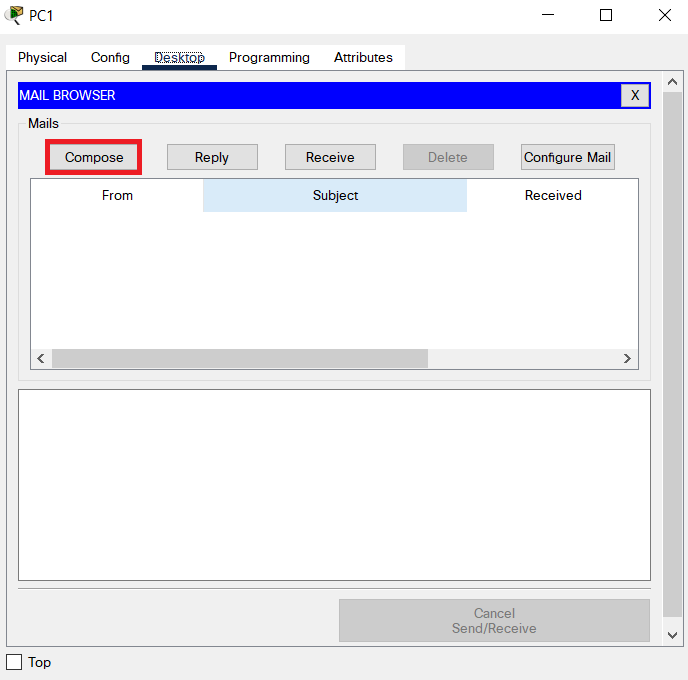 PC1
Physical Config Desktop Programming Attributes
MAIL BROWSER X
Mails
Compose Reply Receive Delete Configure Mail
From Subject Received
Cancel
Send/Receive
Top